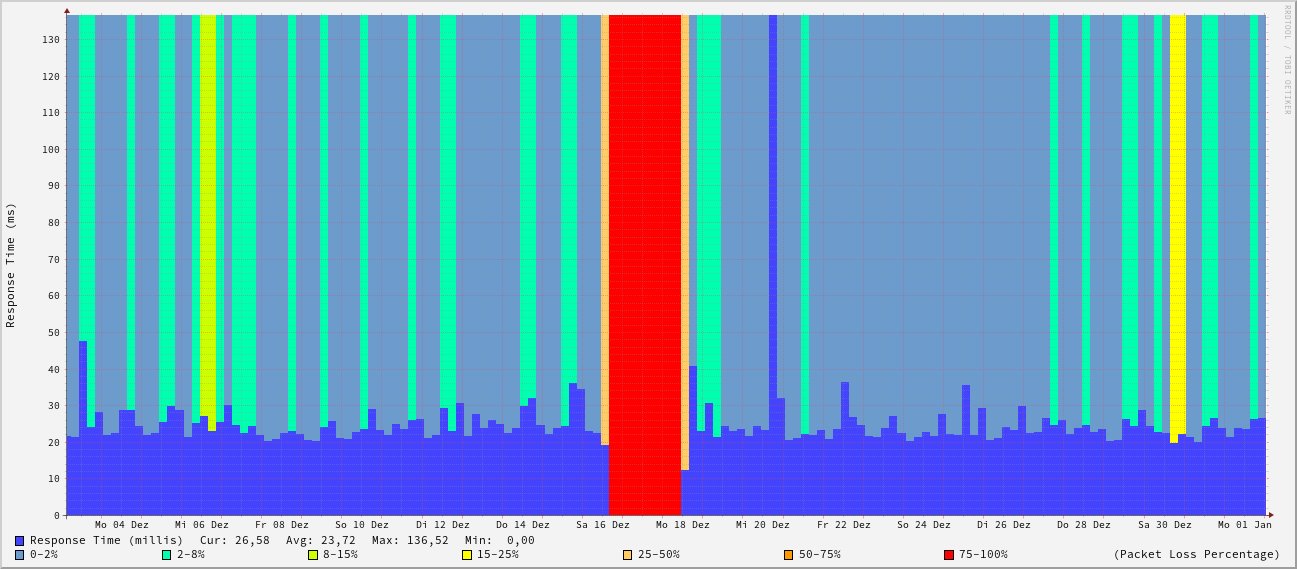 RRDTOOL / TOBI OETIKER
Response Time (ms)
130
120
110
100
90
80
70
60
50
40
30
20
10
0
Mo 04 Dez Mi 06 Dez Fr 08 Dez So 10 Dez Di 12 Dez Do 14 Dez Sa 16 Dez Mo 18 Dez Mi 20 Dez Fr 22 Dez So 24 Dez Di 26 Dez Do 28 Dez Sa 30 Dez Mo 01 Jan
Response Time (millis) Cur: 26,58 Avg: 23,72 Max: 136,52 Min: 0,00
0-2% 2-8% 8-15% 15-25% 25-50% 50-75% 75-100% (Packet Loss Percentage)